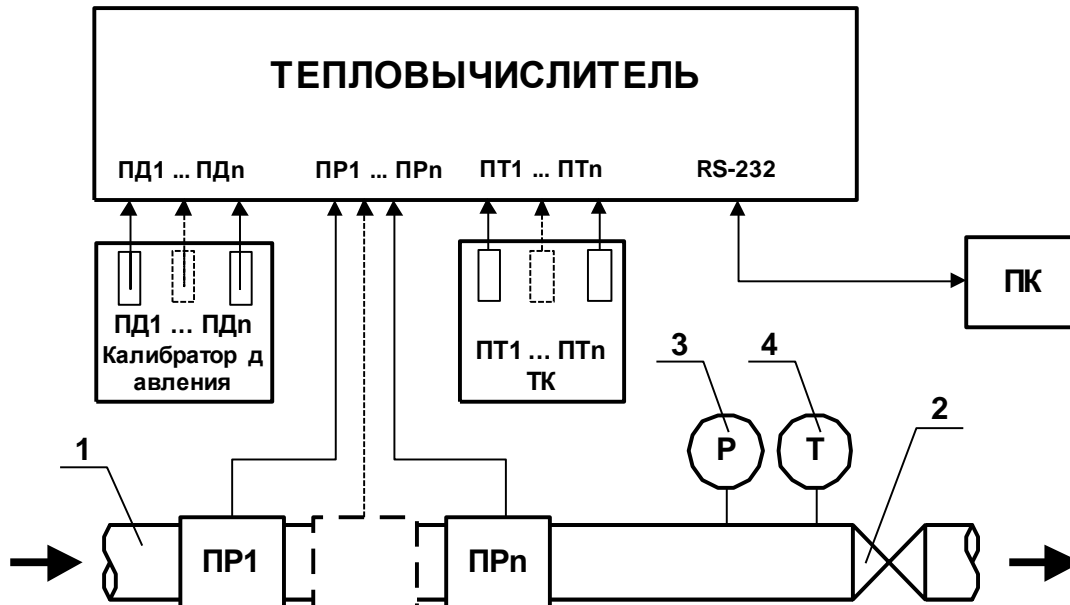 ТЕПЛОВЫЧИСЛИТЕЛЬ
ПД1 ... ПДn
ПР1 ... ПРn
ПТ1 ... ПТn
RS-232
ПД1 ... ПДn
Калибратор д
авления
ПТ1 ... ПТn
ТК
ПК
3
4
2
1
P
T
ПР1
ПРn